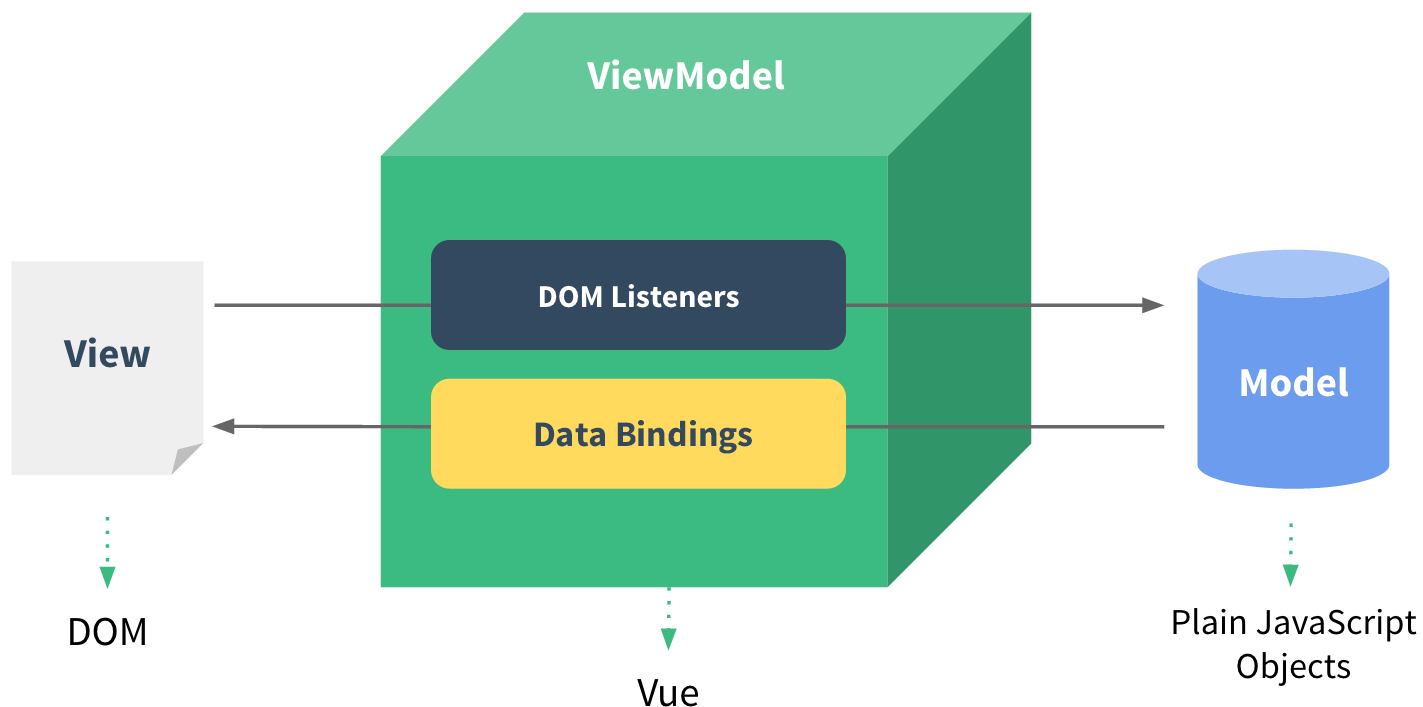 ViewModel
DOM Listeners
View
Data Bindings
Model
DOM
Vue
Plain JavaScript
Objects